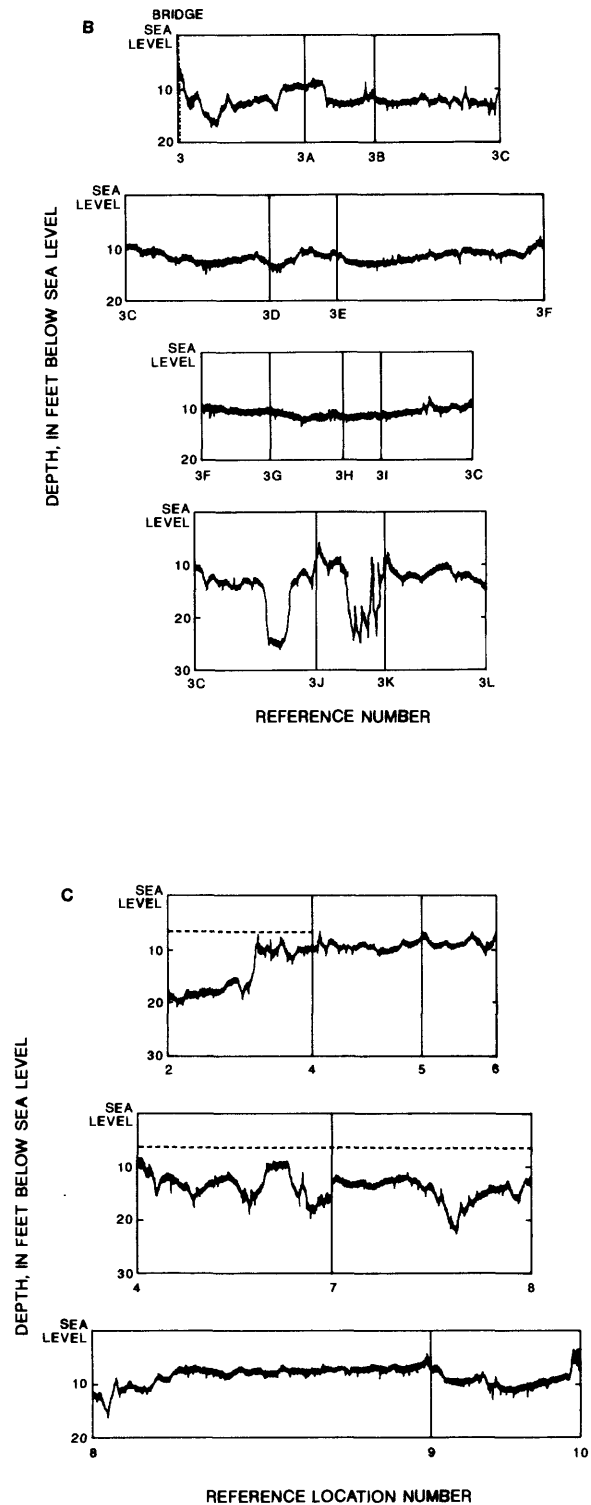 B
BRIDGE
SEA
LEVEL
10
20
3 3A 3B 3C
SEA
LEVEL
10
20
3C 3D 3E 3F
SEA
LEVEL
10
20
3F 3G 3H 3I 3C
SEA
LEVEL
10
20
30
3C 3J 3K 3L
DEPTH, IN FEET BELOW SEA LEVEL
REFERENCE NUMBER
C
SEA
LEVEL
10
20
30
2 4 5 6
SEA
LEVEL
10
20
30
4 7 8
SEA
LEVEL
10
20
8 9 10
DEPTH, IN FEET BELOW SEA LEVEL
REFERENCE LOCATION NUMBER